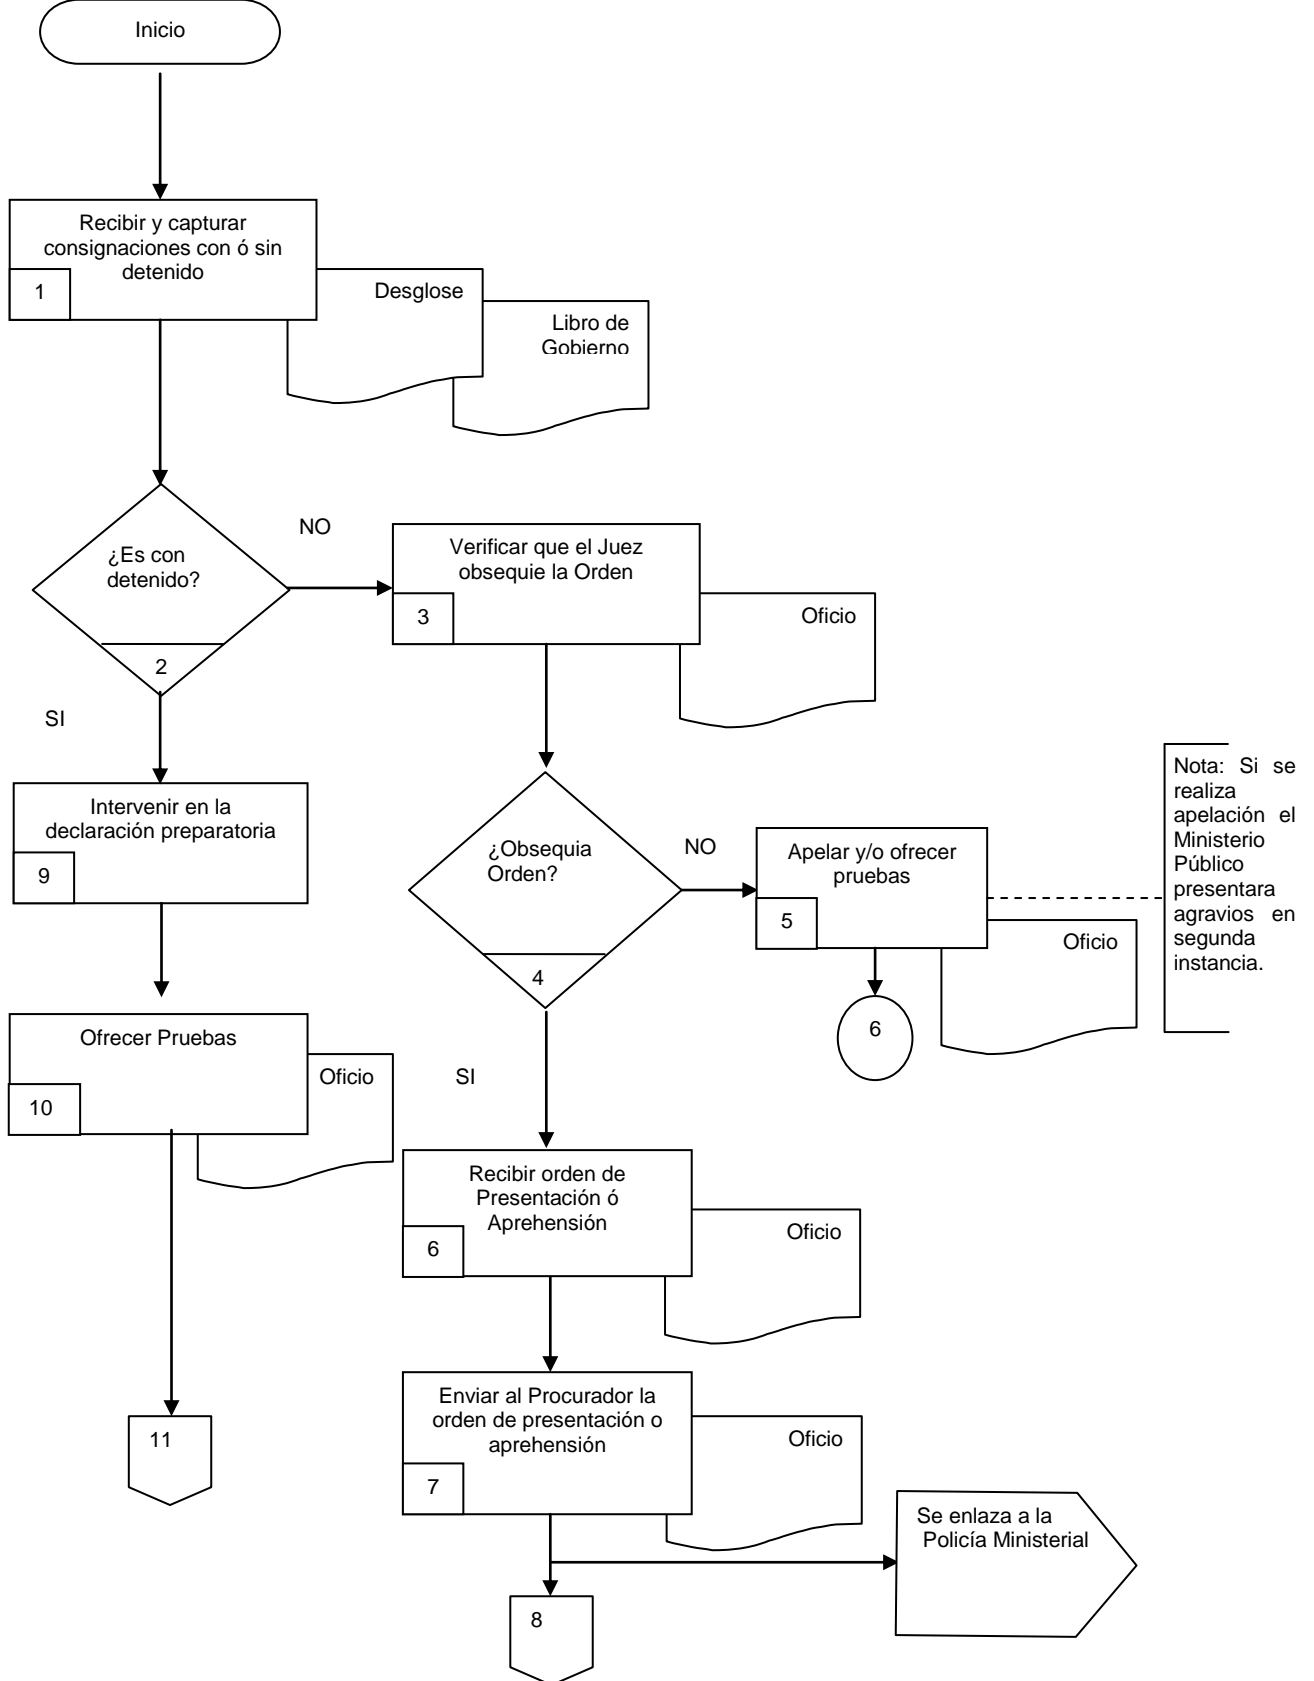 Inicio
Recibir y capturar
consignaciones con ó sin
detenido
1
Desglose
Libro de
Gobierno
¿Es con
detenido?
2
NO
SI
Verificar que el Juez
obsequie la Orden
3
Oficio
Intervenir en la
declaración preparatoria
9
¿Obsequia
Orden?
4
NO
SI
Apelar y/o ofrecer
pruebas
5
Oficio
6
Nota: Si se
realiza
apelación el
Ministerio
Público
presentara
agravios en
segunda
instancia.
Ofrecer Pruebas
10
Oficio
Recibir orden de
Presentación ó
Aprehensión
6
Oficio
Enviar al Procurador la
orden de presentación o
aprehensión
7
Oficio
11
Se enlaza a la
Policía Ministerial
8